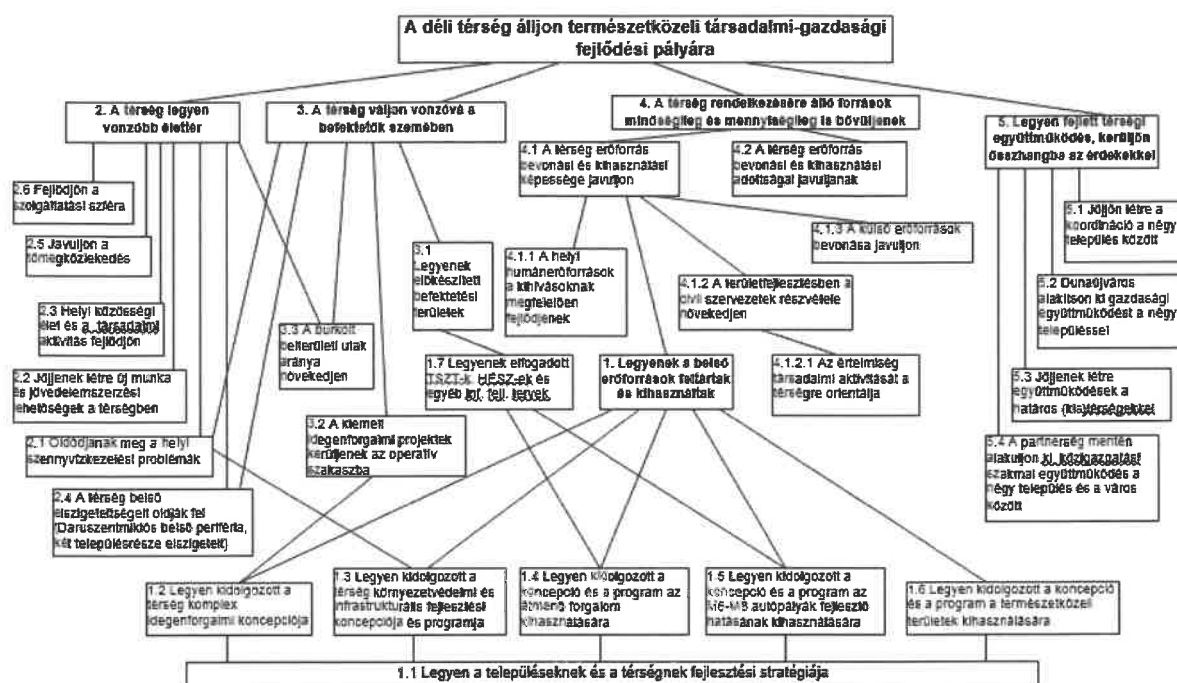 A déli térség álljon természetközeli társadalmi-gazdasági
fejlődési pályára
2. A térség legyen
vonzóbb élettér
3. A térség váljon vonzóvá a
befektetők szemében
4. A térség rendelkezésére álló források
minőségileg és mennyiségileg is bővüljenek
5. Legyen fejlett térségi
együttműködés, kerüljön
összhangba az érdekekkel
4.1 A térség erőforrás
bevonási és kihasználási
képessége javuljon
4.2 A térség erőforrás
bevonási és kihasználási
adottságai javuljanak
2.6 Fejlődjön a
szolgáltatási szféra
2.5 Javuljon a
tömegközlekedés
2.3 Helyi közösségi
élet és a társadalmi
aktivitás fejlődjön
2.2 Jöjjenek létre új munka
és jövedelemszerzési
lehetőségek a térségben
2.1 Oldódjanak meg a helyi
szennyvízkezelési problémák
2.4 A térség belső
elszigeteltségeit oldják fel
(Daruszentmiklós belső periféria,
két településrésze elszigetelt)
3.3 A burkolt
belterületi utak
aránya
növekedjen
3.1
Legyenek
előkészített
befektetési
területek
3.2 A kiemelt
idegenforgalmi projektek
kerüljenek az operatív
szakaszba
4.1.1 A helyi
humánerőforrások
a kihívásoknak
megfelelően
fejlődjenek
4.1.3 A külső erőforrások
bevonása javuljon
4.1.2 A területfejlesztésben a
civil szervezetek részvétele
növekedjen
4.1.2.1 Az értelmiség
társadalmi aktivitását a
térségre orientálja
5.1 Jöjjön létre a
koordináció a négy
település között
5.2 Dunaújváros
alakítson ki gazdasági
együttműködést a négy
településsel
5.3 Jöjjenek létre
együttműködések a
határos (kistérségekkel
5.4 A partnerség mentén
alakuljon ki közigazgatási
szakmai együttműködés a
négy település és a város
között
1.7 Legyenek elfogadott
TSZT-k, HÉSZ-ek és
egyéb inf. fejl. tervek
1. Legyenek a belső
erőforrások feltártak
és kihasználtak
1.2 Legyen kidolgozott a
térség komplex
idegenforgalmi koncepciója
1.3 Legyen kidolgozott a
térség környezetvédelmi és
infrastrukturális fejlesztési
koncepciója és programja
1.4 Legyen kidolgozott a
koncepció és a program az
átmenő forgalom
kihasználására
1.5 Legyen kidolgozott a
koncepció és a program az
M6-M8 autópályák fejlesztő
hatásának kihasználására
1.6 Legyen kidolgozott a koncepció
és a program a természetközeli
területek kihasználására
1.1 Legyen a településeknek és a térségnek fejlesztési stratégiája